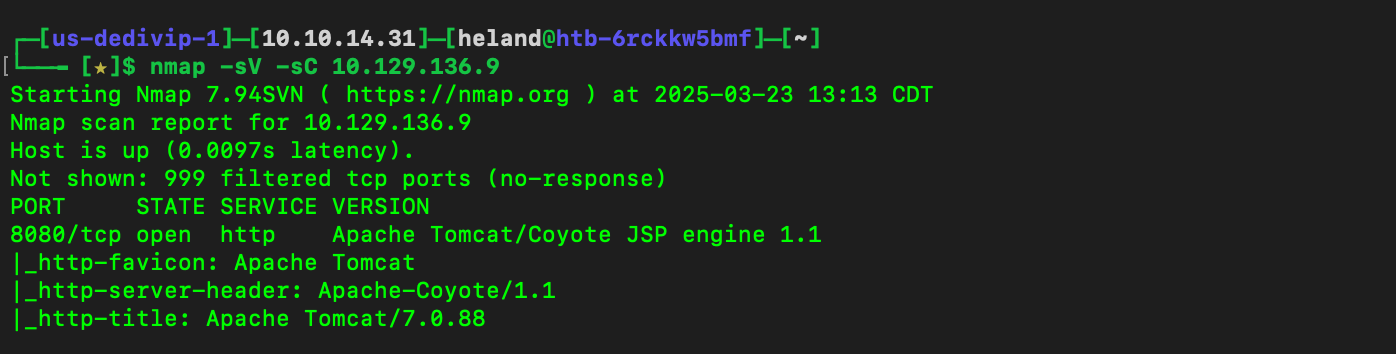 ┌─[us-dedivip-1]─[10.10.14.31]─[heland@htb-6rckkw5bmf]─[~]
[└──╼ [★]$ nmap -sV -sC 10.129.136.9
Starting Nmap 7.94SVN ( https://nmap.org ) at 2025-03-23 13:13 CDT
Nmap scan report for 10.129.136.9
Host is up (0.0097s latency).
Not shown: 999 filtered tcp ports (no-response)
PORT     STATE SERVICE VERSION
8080/tcp open  http    Apache Tomcat/Coyote JSP engine 1.1
|_http-favicon: Apache Tomcat
|_http-server-header: Apache-Coyote/1.1
|_http-title: Apache Tomcat/7.0.88